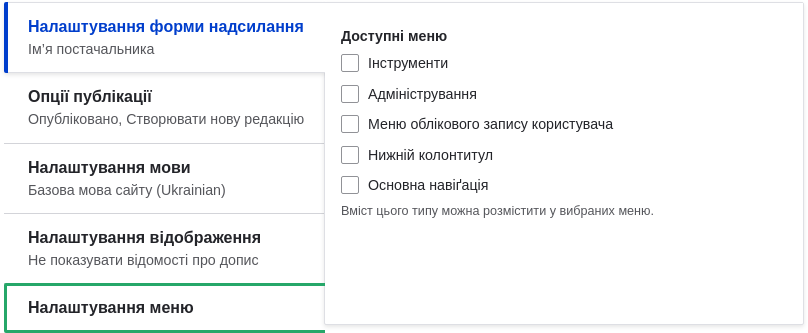 Налаштування форми надсилання
Ім’я постачальника
Опції публікації
Опубліковано, Створювати нову редакцію
Налаштування мови
Базова мова сайту (Ukrainian)
Налаштування відображення
Не показувати відомості про допис
Налаштування меню
Доступні меню
Інструменти
Адміністрування
Меню облікового запису користувача
Нижній колонтитул
Основна навіґація
Вміст цього типу можна розмістити у вибраних меню.